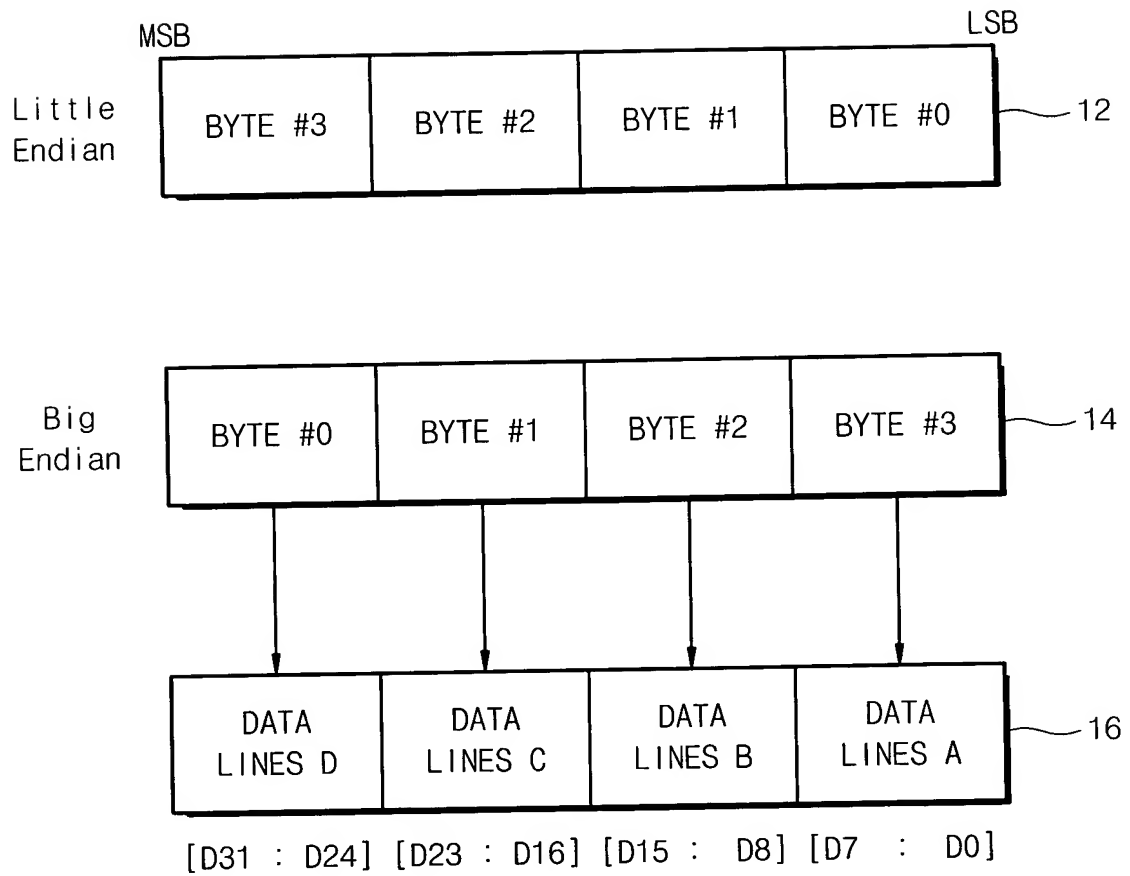 MSB LSB
Little
Endian
BYTE #3 BYTE #2 BYTE #1 BYTE #0 12
Big
Endian
BYTE #0 BYTE #1 BYTE #2 BYTE #3 14
DATA DATA DATA DATA
LINES D LINES C LINES B LINES A
16
[D31 : D24] [D23 : D16] [D15 : D8] [D7 : D0]